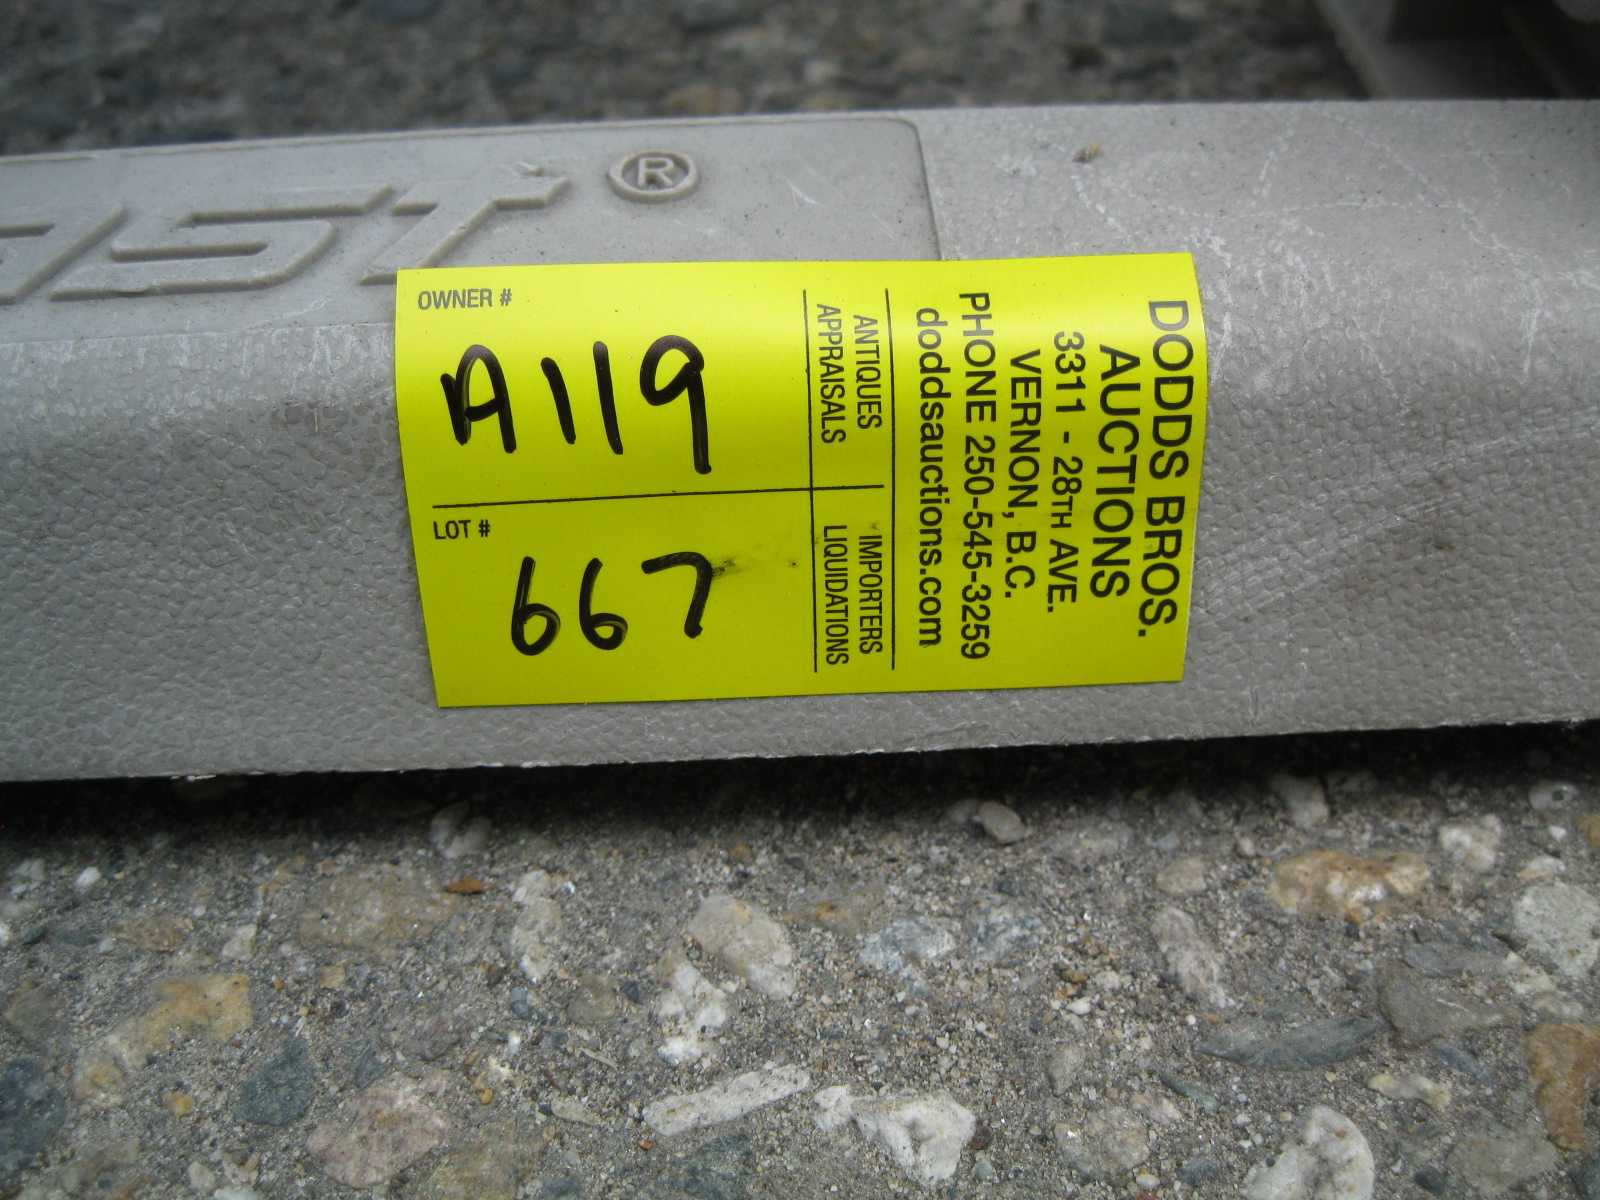 ®
OWNER #
A119
LOT #
667
ANTIQUES
APPRAISALS
IMPORTERS
LIQUIDATIONS
DODDS BROS.
AUCTIONS
3311 - 28TH AVE.
VERNON, B.C.
PHONE 250-545-3259
doddsauctions.com